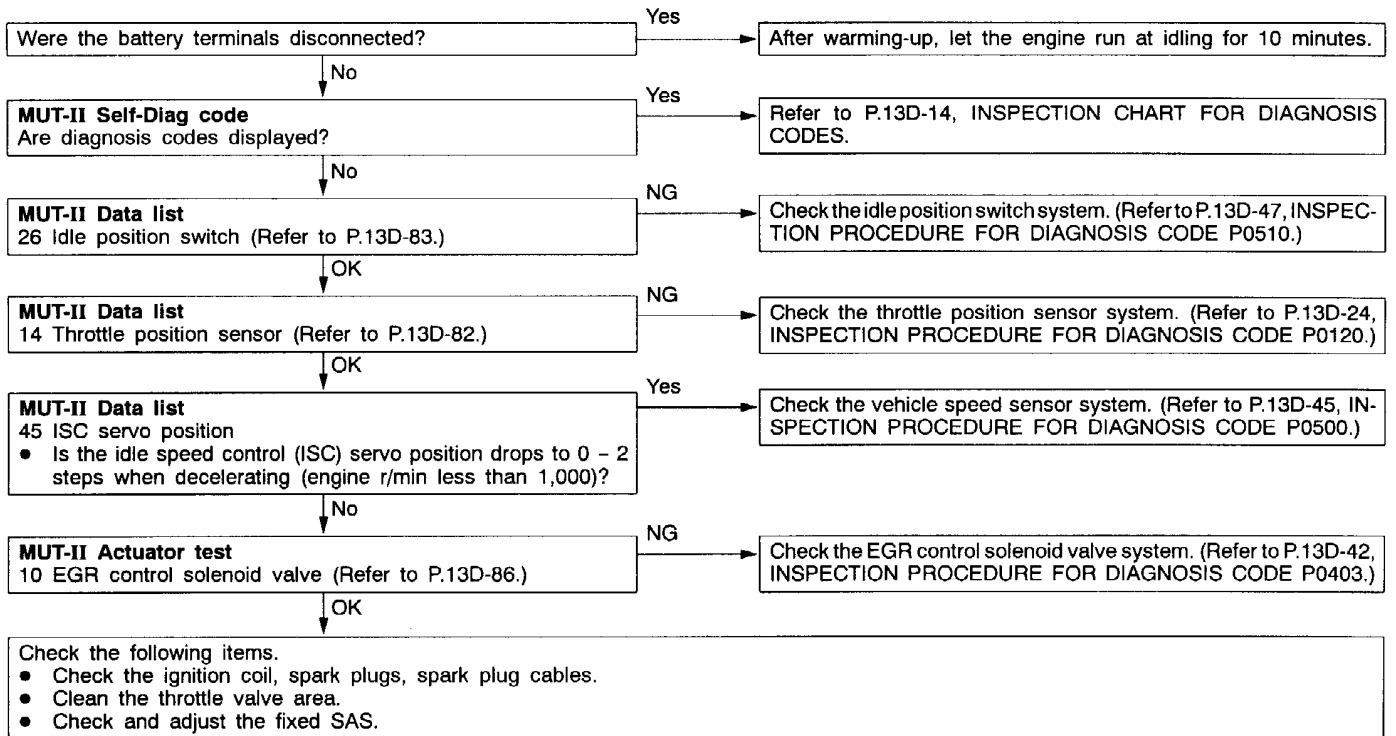 Yes
Were the battery terminals disconnected?
After warming-up, let the engine run at idling for 10 minutes.
No
Yes
MUT-II Self-Diag code
Are diagnosis codes displayed?
Refer to P.13D-14, INSPECTION CHART FOR DIAGNOSIS
CODES.
No
NG
MUT-II Data list
26 Idle position switch (Refer to P.13D-83.)
Check the idle position switch system. (Refer to P.13D-47, INSPEC-
TION PROCEDURE FOR DIAGNOSIS CODE P0510.)
OK
NG
MUT-II Data list
14 Throttle position sensor (Refer to P.13D-82.)
Check the throttle position sensor system. (Refer to P.13D-24,
INSPECTION PROCEDURE FOR DIAGNOSIS CODE P0120.)
OK
Yes
MUT-II Data list
45 ISC servo position
• Is the idle speed control (ISC) servo position drops to 0 – 2
steps when decelerating (engine r/min less than 1,000)?
Check the vehicle speed sensor system. (Refer to P.13D-45, IN-
SPECTION PROCEDURE FOR DIAGNOSIS CODE P0500.)
No
NG
MUT-II Actuator test
10 EGR control solenoid valve (Refer to P.13D-86.)
Check the EGR control solenoid valve system. (Refer to P.13D-42,
INSPECTION PROCEDURE FOR DIAGNOSIS CODE P0403.)
OK
Check the following items.
• Check the ignition coil, spark plugs, spark plug cables.
• Clean the throttle valve area.
• Check and adjust the fixed SAS.